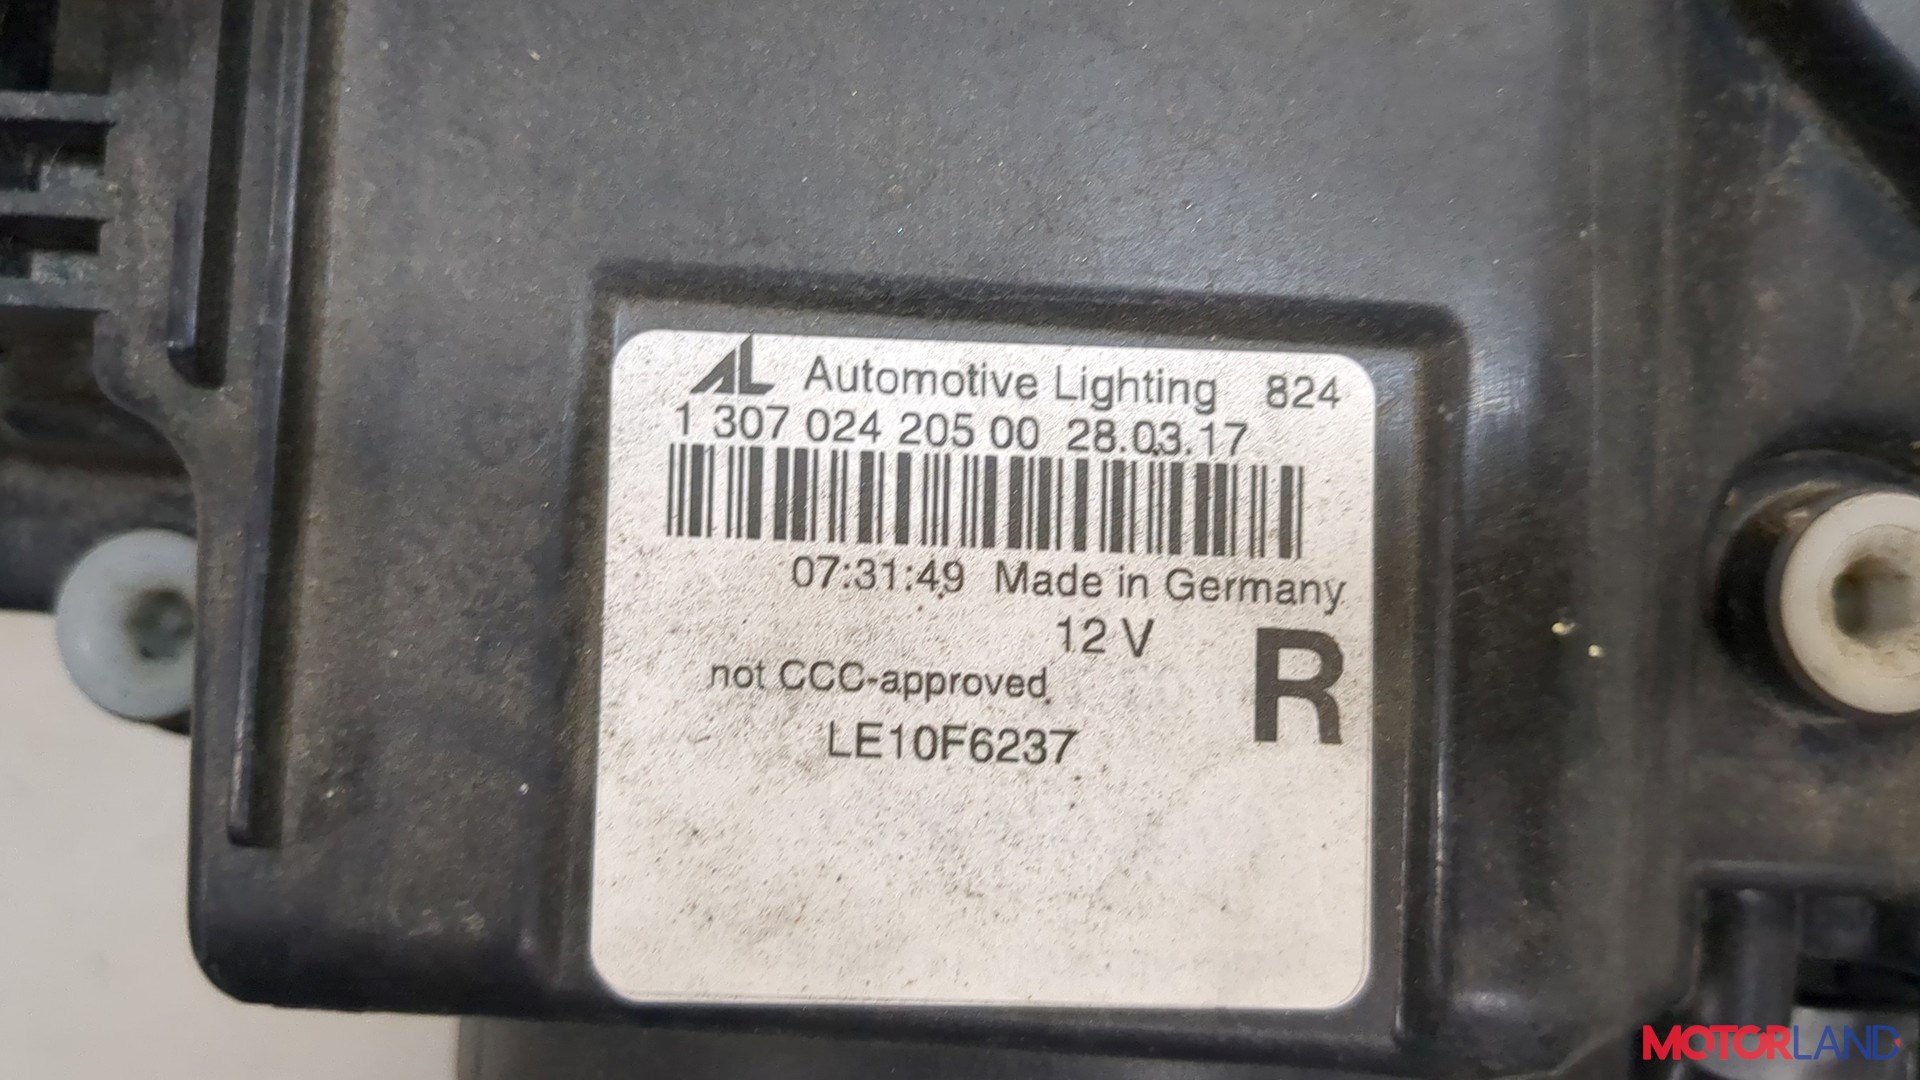 AL Automotive Lighting 824
1 307 024 205 00 28.03.17
07:31:49 Made in Germany
12 V
R
not CCC-approved
LE10F6237
MOTORLAND